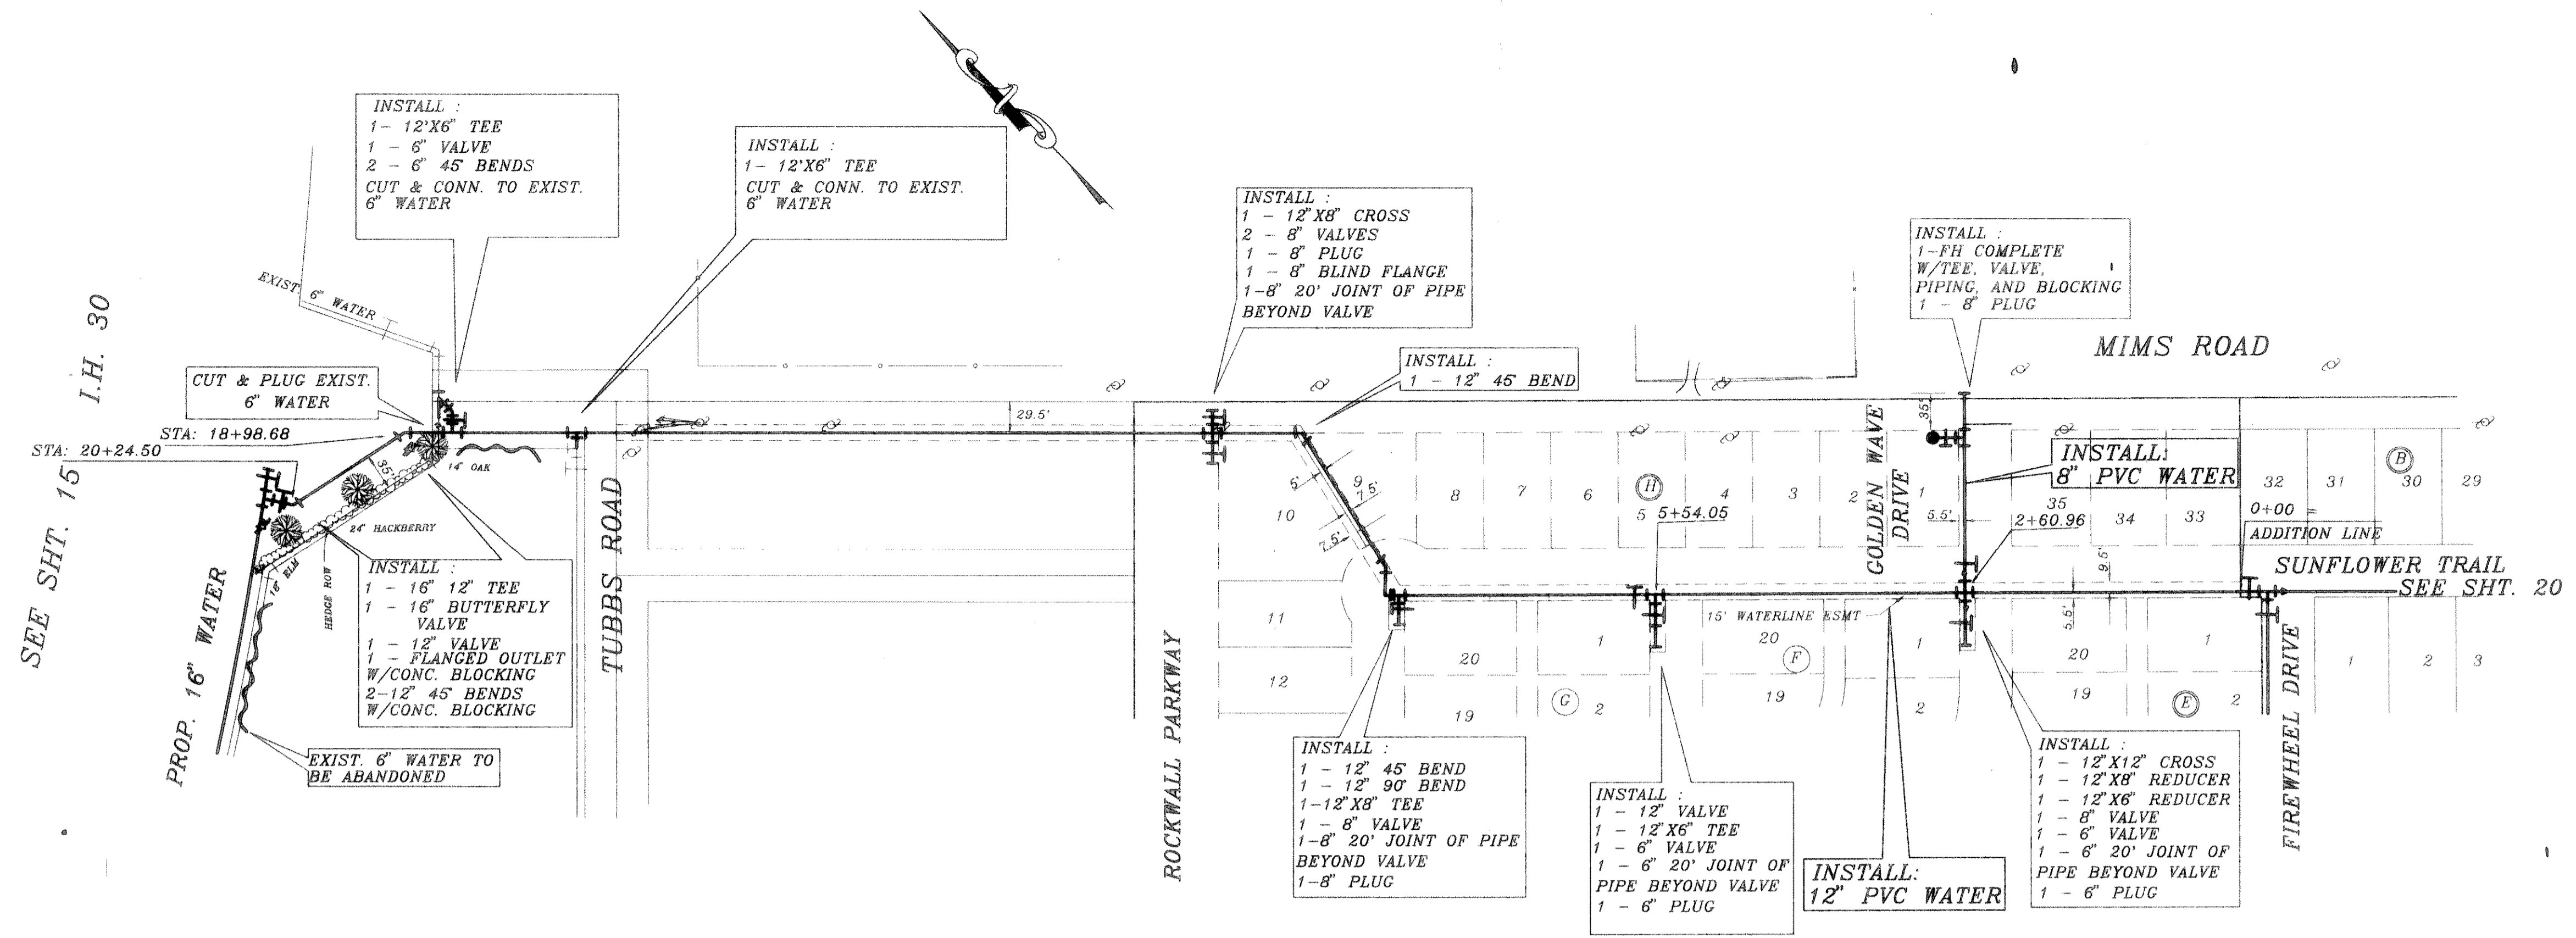 INSTALL :
1- 12'X6" TEE
1 - 6" VALVE
2 - 6" 45° BENDS
CUT & CONN. TO EXIST.
6" WATER
INSTALL :
1- 12'X6" TEE
CUT & CONN. TO EXIST.
6" WATER
INSTALL :
1 - 12"X8" CROSS
2 - 8" VALVES
1 - 8" PLUG
1 - 8" BLIND FLANGE
1-8" 20' JOINT OF PIPE
BEYOND VALVE
INSTALL :
1-FH COMPLETE
W/TEE, VALVE,
PIPING, AND BLOCKING
1 - 8" PLUG
MIMS ROAD
INSTALL :
1 - 12" 45° BEND
EXIST. 6" WATER
I.H. 30
CUT & PLUG EXIST.
6" WATER
STA: 18+98.68
STA: 20+24.50
SEE SHT. 15
35'
14" OAK
24" HACKBERRY
18" ELM
HEDGE ROW
PROP. 16" WATER
INSTALL :
1 - 16" 12" TEE
1 - 16" BUTTERFLY
VALVE
1 - 12" VALVE
1 - FLANGED OUTLET
W/CONC. BLOCKING
2-12" 45° BENDS
W/CONC. BLOCKING
EXIST. 6" WATER TO
BE ABANDONED
TUBBS ROAD
29.5'
ROCKWALL PARKWAY
5'
9
7.5'
10
7.5'
8
7
6
H
5
4
3
2
1
5+54.05
GOLDEN WAVE
DRIVE
35'
5.5'
INSTALL:
8" PVC WATER
35
2+60.96
34
33
32
31
30
29
B
0+00 =
ADDITION LINE
SUNFLOWER TRAIL
SEE SHT. 20
9.5'
5.5'
15' WATERLINE ESMT
11
12
20
19
1
G
2
20
F
19
1
2
20
19
1
E
2
FIREWHEEL DRIVE
1
2
3
INSTALL :
1 - 12" 45° BEND
1 - 12" 90° BEND
1-12"X8" TEE
1 - 8" VALVE
1-8" 20' JOINT OF PIPE
BEYOND VALVE
1-8" PLUG
INSTALL :
1 - 12" VALVE
1 - 12"X6" TEE
1 - 6" VALVE
1 - 6" 20' JOINT OF
PIPE BEYOND VALVE
1 - 6" PLUG
INSTALL:
12" PVC WATER
INSTALL :
1 - 12"X12" CROSS
1 - 12"X8" REDUCER
1 - 12"X6" REDUCER
1 - 8" VALVE
1 - 6" VALVE
1 - 6" 20' JOINT OF
PIPE BEYOND VALVE
1 - 6" PLUG